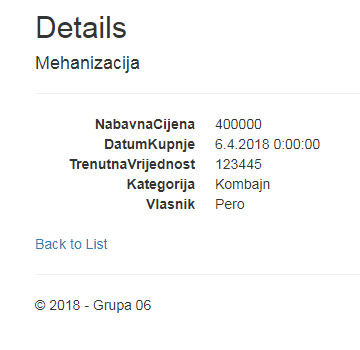 Details
Mehanizacija
NabavnaCijena 400000
DatumKupnje 6.4.2018 0:00:00
TrenutnaVrijednost 123445
Kategorija Kombajn
Vlasnik Pero
Back to List
© 2018 - Grupa 06